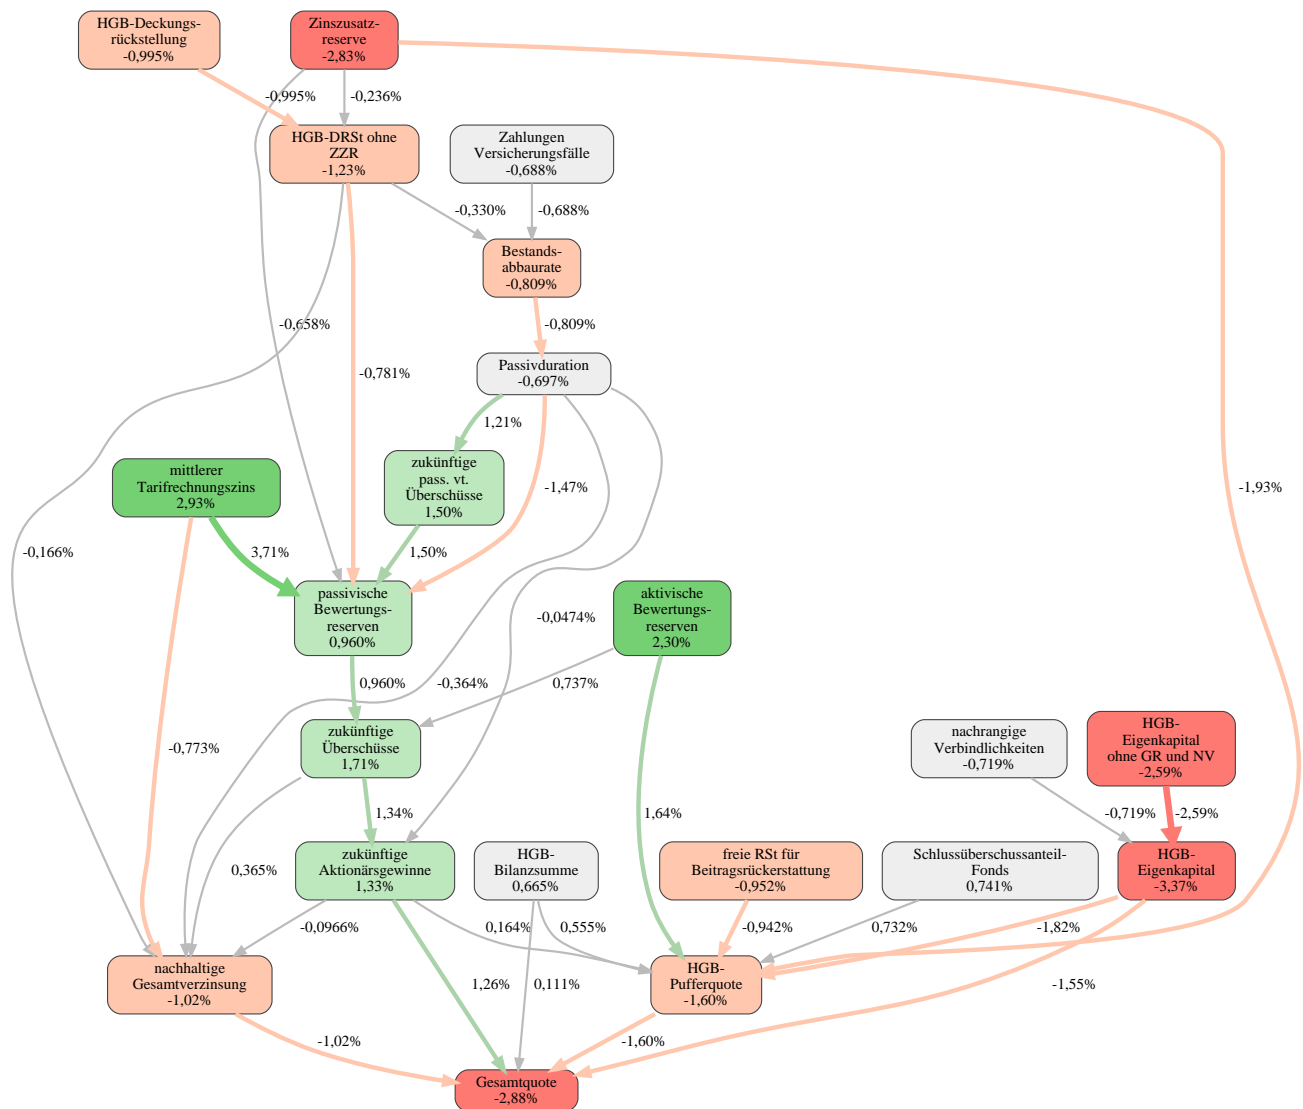 HGB-Deckungs-
rückstellung
-0,995%
Zinszusatz-
reserve
-2,83%
-0,995%
-0,236%
HGB-DRSt ohne
ZZR
-1,23%
Zahlungen
Versicherungsfälle
-0,688%
-0,330%
-0,688%
Bestands-
abbaurate
-0,809%
-0,658%
-0,809%
-0,781%
Passivduration
-0,697%
1,21%
mittlerer
Tarifrechnungszins
2,93%
zukünftige
pass. vt.
Überschüsse
1,50%
-1,47%
-1,93%
-0,166%
3,71%
1,50%
passivische
Bewertungs-
reserven
0,960%
-0,0474%
aktivische
Bewertungs-
reserven
2,30%
0,960%
-0,364%
0,737%
-0,773%
zukünftige
Überschüsse
1,71%
nachrangige
Verbindlichkeiten
-0,719%
HGB-
Eigenkapital
ohne GR und NV
-2,59%
1,34%
1,64%
-0,719%
-2,59%
0,365%
zukünftige
Aktionärsgewinne
1,33%
HGB-
Bilanzsumme
0,665%
freie RSt für
Beitragsrückerstattung
-0,952%
Schlussüberschussanteil-
Fonds
0,741%
HGB-
Eigenkapital
-3,37%
-0,0966%
0,164%
0,555%
-0,942%
0,732%
-1,82%
nachhaltige
Gesamtverzinsung
-1,02%
1,26%
0,111%
HGB-
Pufferquote
-1,60%
-1,55%
-1,02%
-1,60%
Gesamtquote
-2,88%